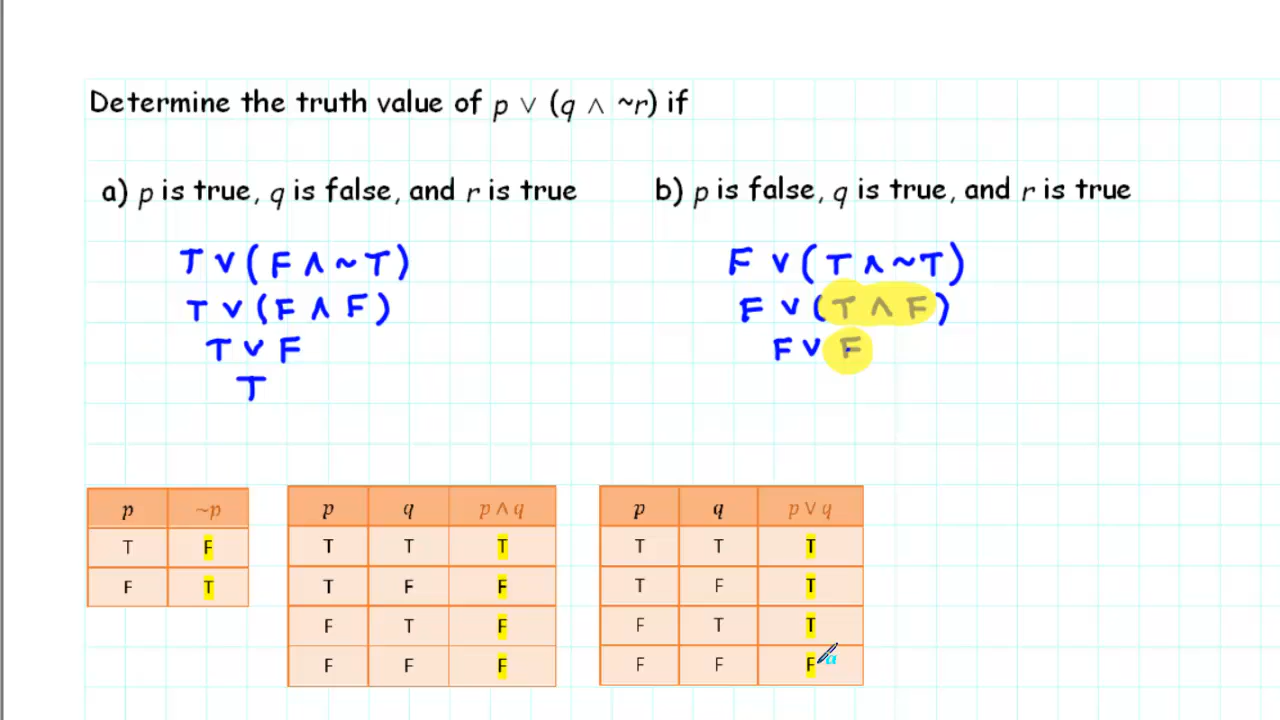 Determine the truth value of p ∨ (q ∧ ~r) if
a) p is true, q is false, and r is true
T ∨ (F ∧ ~T)
T ∨ (F ∧ F)
T ∨ F
T
b) p is false, q is true, and r is true
F ∨ (T ∧ ~T)
F ∨ (T ∧ F)
F ∨ F
p ~p
T F
F T
p q p ∧ q
T T T
T F F
F T F
F F F
p q p ∨ q
T T T
T F T
F T T
F F F